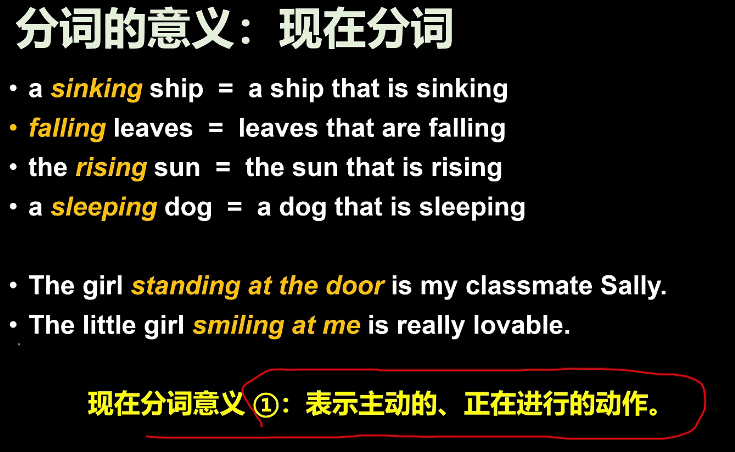 分词的意义：现在分词
• a sinking ship = a ship that is sinking
• falling leaves = leaves that are falling
• the rising sun = the sun that is rising
• a sleeping dog = a dog that is sleeping
• The girl standing at the door is my classmate Sally.
• The little girl smiling at me is really lovable.
现在分词意义 ①：表示主动的、正在进行的动作。